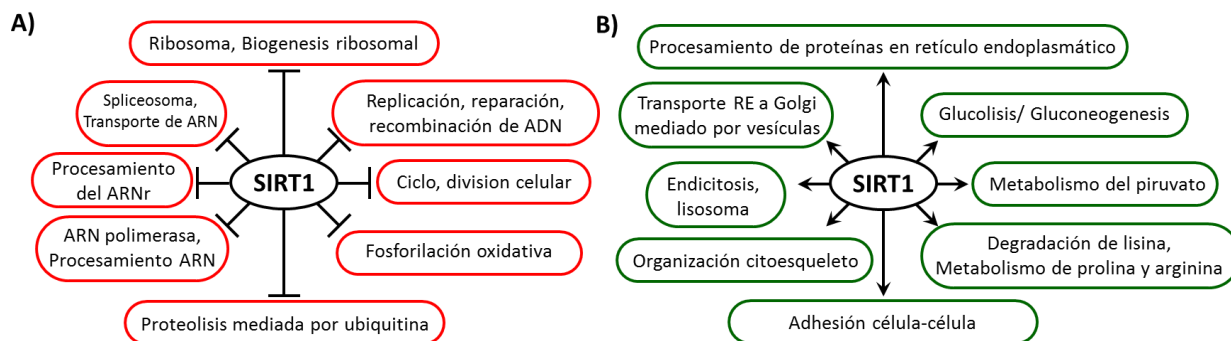 A)
Ribosoma, Biogenesis ribosomal
Spliceosoma,
Transporte de ARN
Replicación, reparación,
recombinación de ADN
Procesamiento
del ARNr
SIRT1
Ciclo, division celular
ARN polimerasa,
Procesamiento ARN
Fosforilación oxidativa
Proteolisis mediada por ubiquitina
B)
Procesamiento de proteínas en retículo endoplasmático
Transporte RE a Golgi
mediado por vesículas
Glucolisis/ Gluconeogenesis
Endicitosis,
lisosoma
SIRT1
Metabolismo del piruvato
Organización citoesqueleto
Degradación de lisina,
Metabolismo de prolina y arginina
Adhesión célula-célula